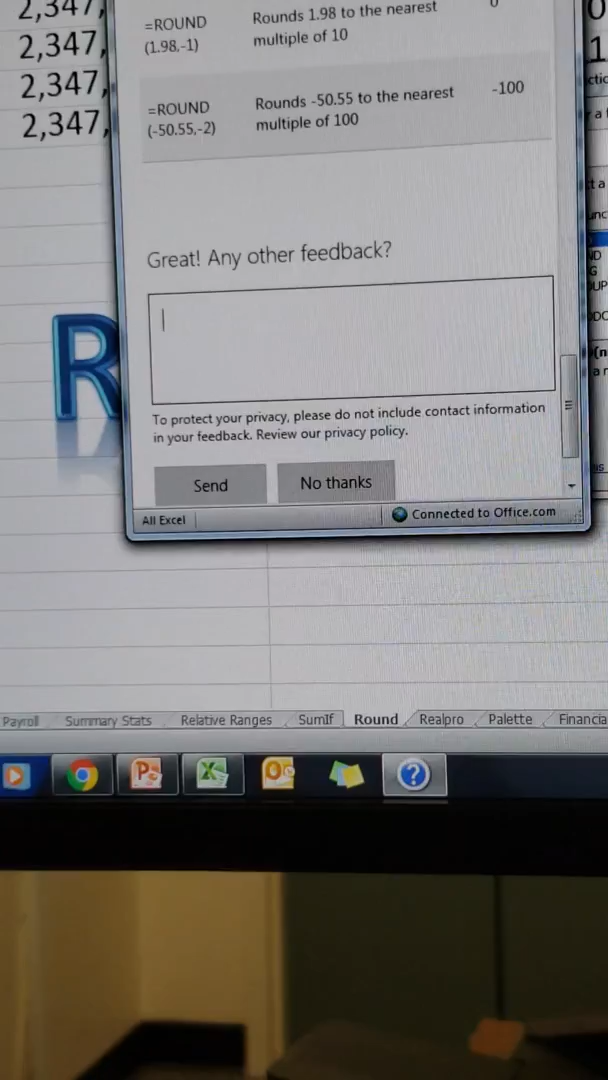 2,347,
2,347,
2,347,
2,347,
=ROUND
(1.98,-1)
Rounds 1.98 to the nearest
multiple of 10
0
=ROUND
(-50.55,-2)
Rounds -50.55 to the nearest
multiple of 100
-100
Great! Any other feedback?
To protect your privacy, please do not include contact information
in your feedback. Review our privacy policy.
Send
No thanks
All Excel
Connected to Office.com
R
Payroll
Summary Stats
Relative Ranges
SumIf
Round
Realpro
Palette
Financia